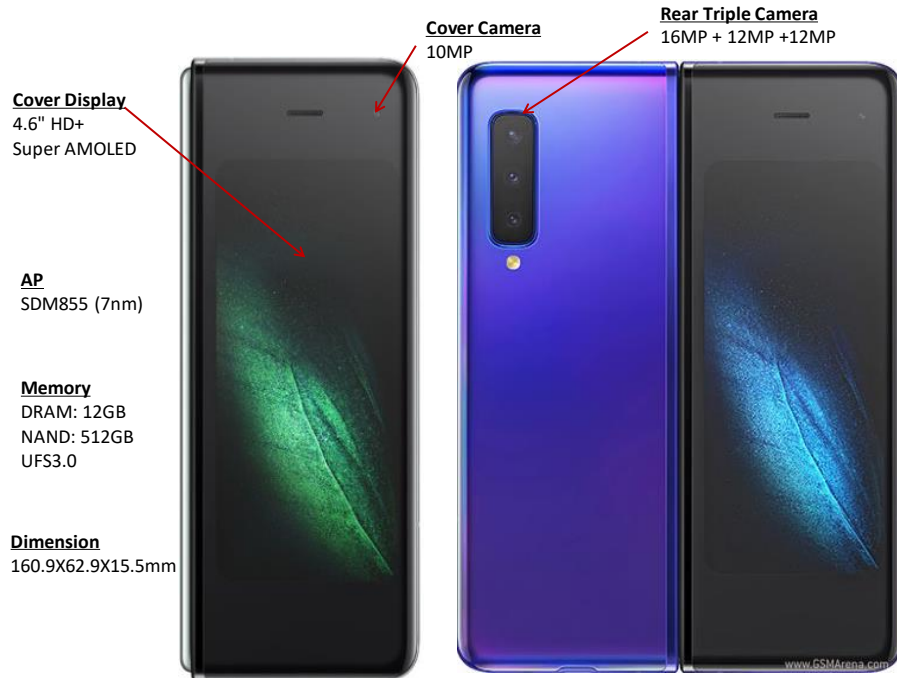 Rear Triple Camera
16MP + 12MP +12MP
Cover Camera
10MP
Cover Display
4.6" HD+
Super AMOLED
AP
SDM855 (7nm)
Memory
DRAM: 12GB
NAND: 512GB
UFS3.0
Dimension
160.9X62.9X15.5mm
www.GSMArena.com